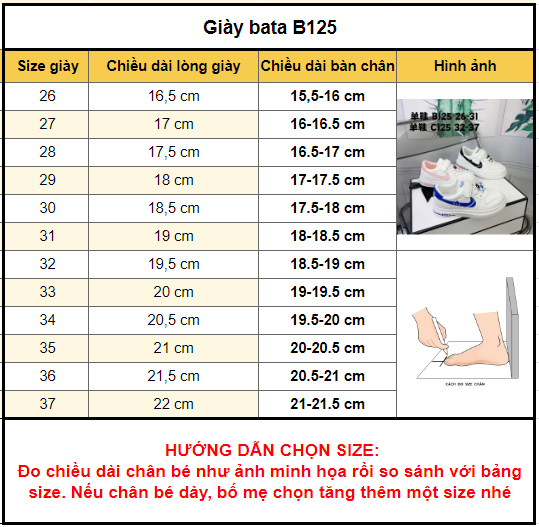 Giày bata B125
Size giày Chiều dài lòng giày Chiều dài bàn chân Hình ảnh
26 16,5 cm 15,5-16 cm
27 17 cm 16-16.5 cm
28 17,5 cm 16.5-17 cm
29 18 cm 17-17.5 cm
30 18,5 cm 17.5-18 cm
31 19 cm 18-18.5 cm
32 19,5 cm 18.5-19 cm
33 20 cm 19-19.5 cm
34 20,5 cm 19.5-20 cm
35 21 cm 20-20.5 cm
36 21,5 cm 20.5-21 cm
37 22 cm 21-21.5 cm
单鞋 B125 26-31
单鞋 C125 32-37
CÁCH ĐO SIZE CHÂN
HƯỚNG DẪN CHỌN SIZE:
Đo chiều dài chân bé như ảnh minh họa rồi so sánh với bảng
size. Nếu chân bé dày, bố mẹ chọn tăng thêm một size nhé